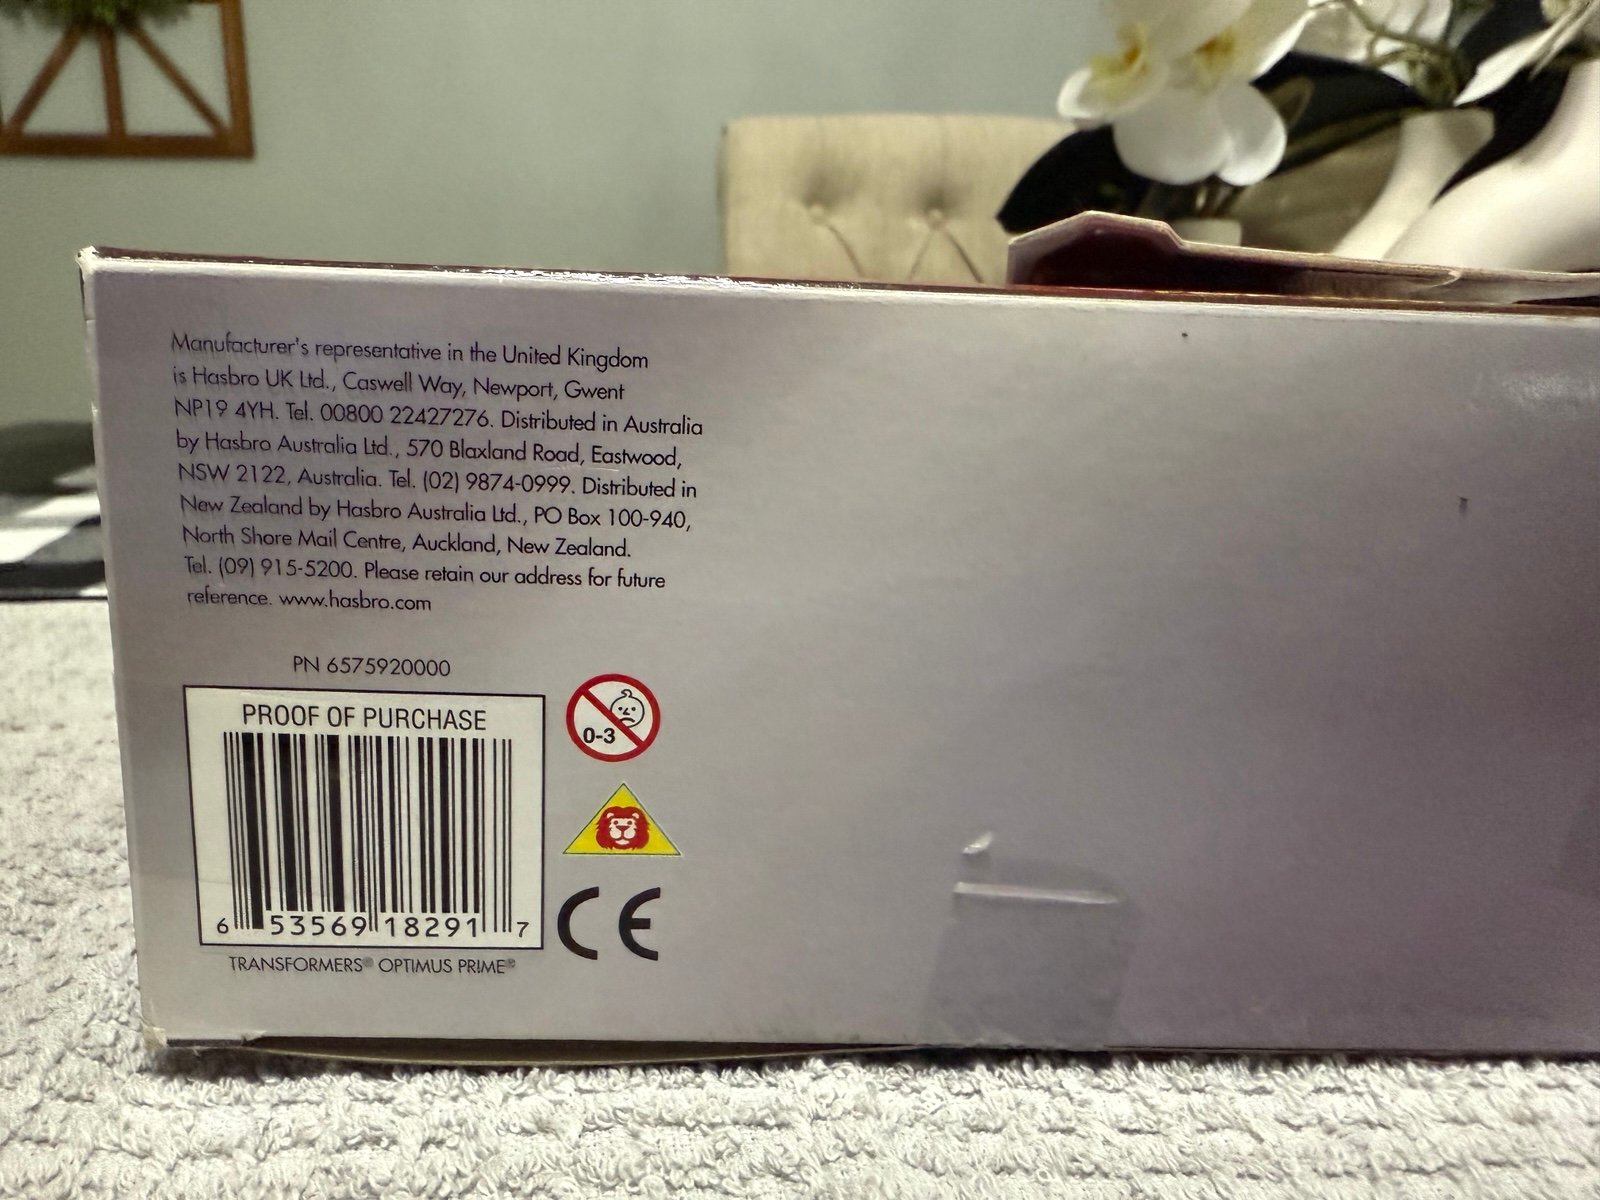 Manufacturer's representative in the United Kingdom
is Hasbro UK Ltd., Caswell Way, Newport, Gwent
NP19 4YH. Tel. 00800 22427276. Distributed in Australia
by Hasbro Australia Ltd., 570 Blaxland Road, Eastwood,
NSW 2122, Australia. Tel. (02) 9874-0999. Distributed in
New Zealand by Hasbro Australia Ltd., PO Box 100-940,
North Shore Mail Centre, Auckland, New Zealand.
Tel. (09) 915-5200. Please retain our address for future
reference. www.hasbro.com
PN 6575920000
PROOF OF PURCHASE
6 53569 18291 7
TRANSFORMERS® OPTIMUS PRIME®
0-3
CE